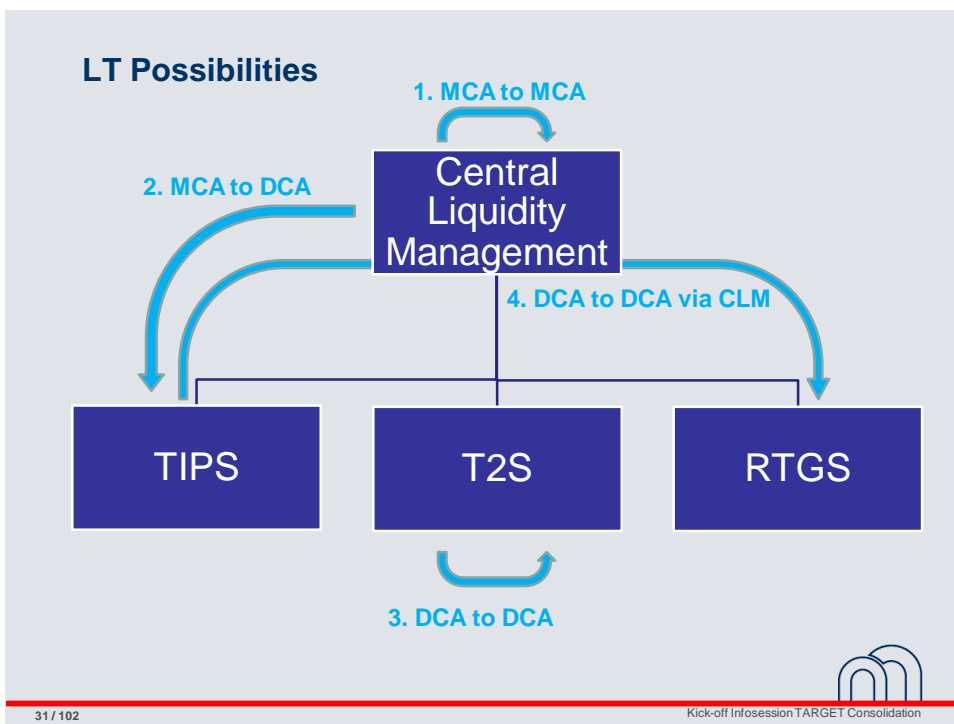 LT Possibilities
1. MCA to MCA
Central
Liquidity
Management
2. MCA to DCA
4. DCA to DCA via CLM
TIPS
T2S
RTGS
3. DCA to DCA
31 / 102
Kick-off Infosession TARGET Consolidation